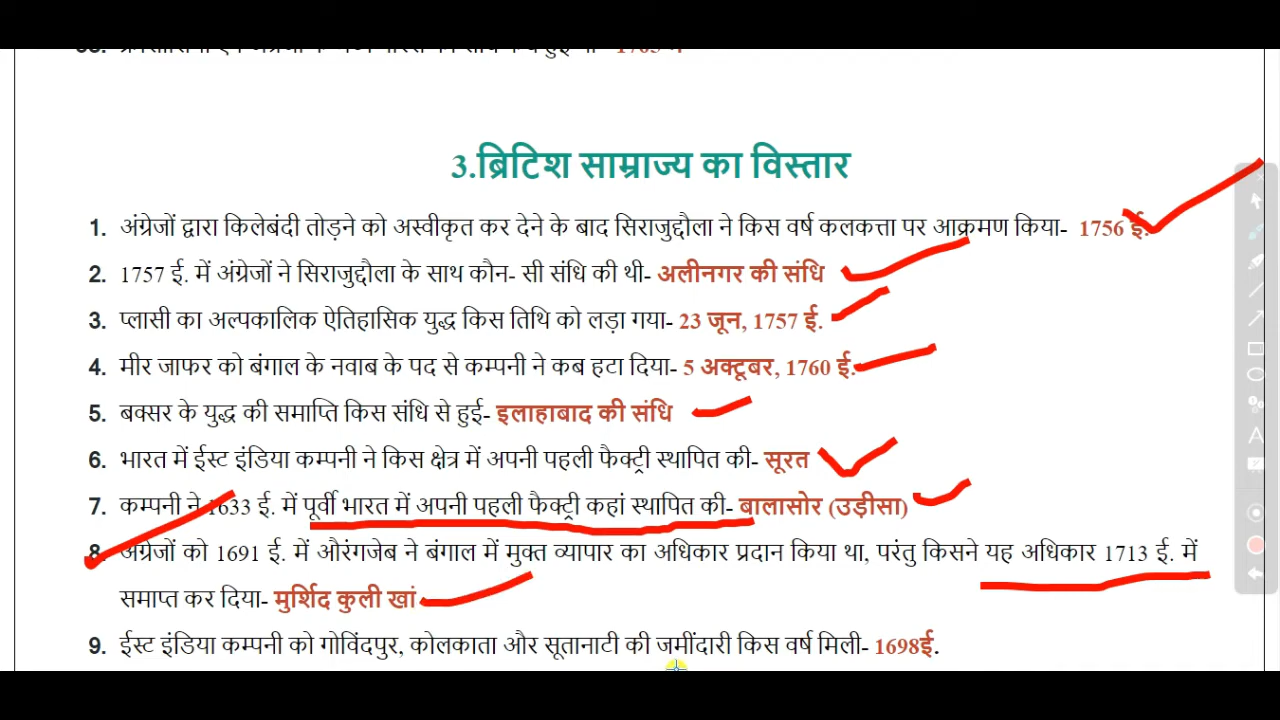 3.ब्रिटिश साम्राज्य का विस्तार
1. अंग्रेजों द्वारा किलेबंदी तोड़ने को अस्वीकृत कर देने के बाद सिराजुद्दौला ने किस वर्ष कलकत्ता पर आक्रमण किया- 1756 ई.
2. 1757 ई. में अंग्रेजों ने सिराजुद्दौला के साथ कौन- सी संधि की थी- अलीनगर की संधि
3. प्लासी का अल्पकालिक ऐतिहासिक युद्ध किस तिथि को लड़ा गया- 23 जून, 1757 ई.
4. मीर जाफर को बंगाल के नवाब के पद से कम्पनी ने कब हटा दिया- 5 अक्टूबर, 1760 ई.
5. बक्सर के युद्ध की समाप्ति किस संधि से हुई- इलाहाबाद की संधि
6. भारत में ईस्ट इंडिया कम्पनी ने किस क्षेत्र में अपनी पहली फैक्ट्री स्थापित की- सूरत
7. कम्पनी ने 1633 ई. में पूर्वी भारत में अपनी पहली फैक्ट्री कहां स्थापित की- बालासोर (उड़ीसा)
8. अंग्रेजों को 1691 ई. में औरंगजेब ने बंगाल में मुक्त व्यापार का अधिकार प्रदान किया था, परंतु किसने यह अधिकार 1713 ई. में
समाप्त कर दिया- मुर्शिद कुली खां
9. ईस्ट इंडिया कम्पनी को गोविंदपुर, कोलकाता और सूतानाटी की जमींदारी किस वर्ष मिली- 1698ई.